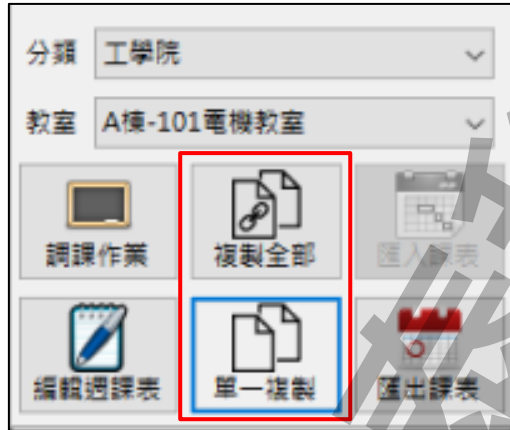 分類 工學院
教室 A棟-101電機教室
調課作業 複製全部 匯入課表
編輯週課表 單一複製 匯出課表